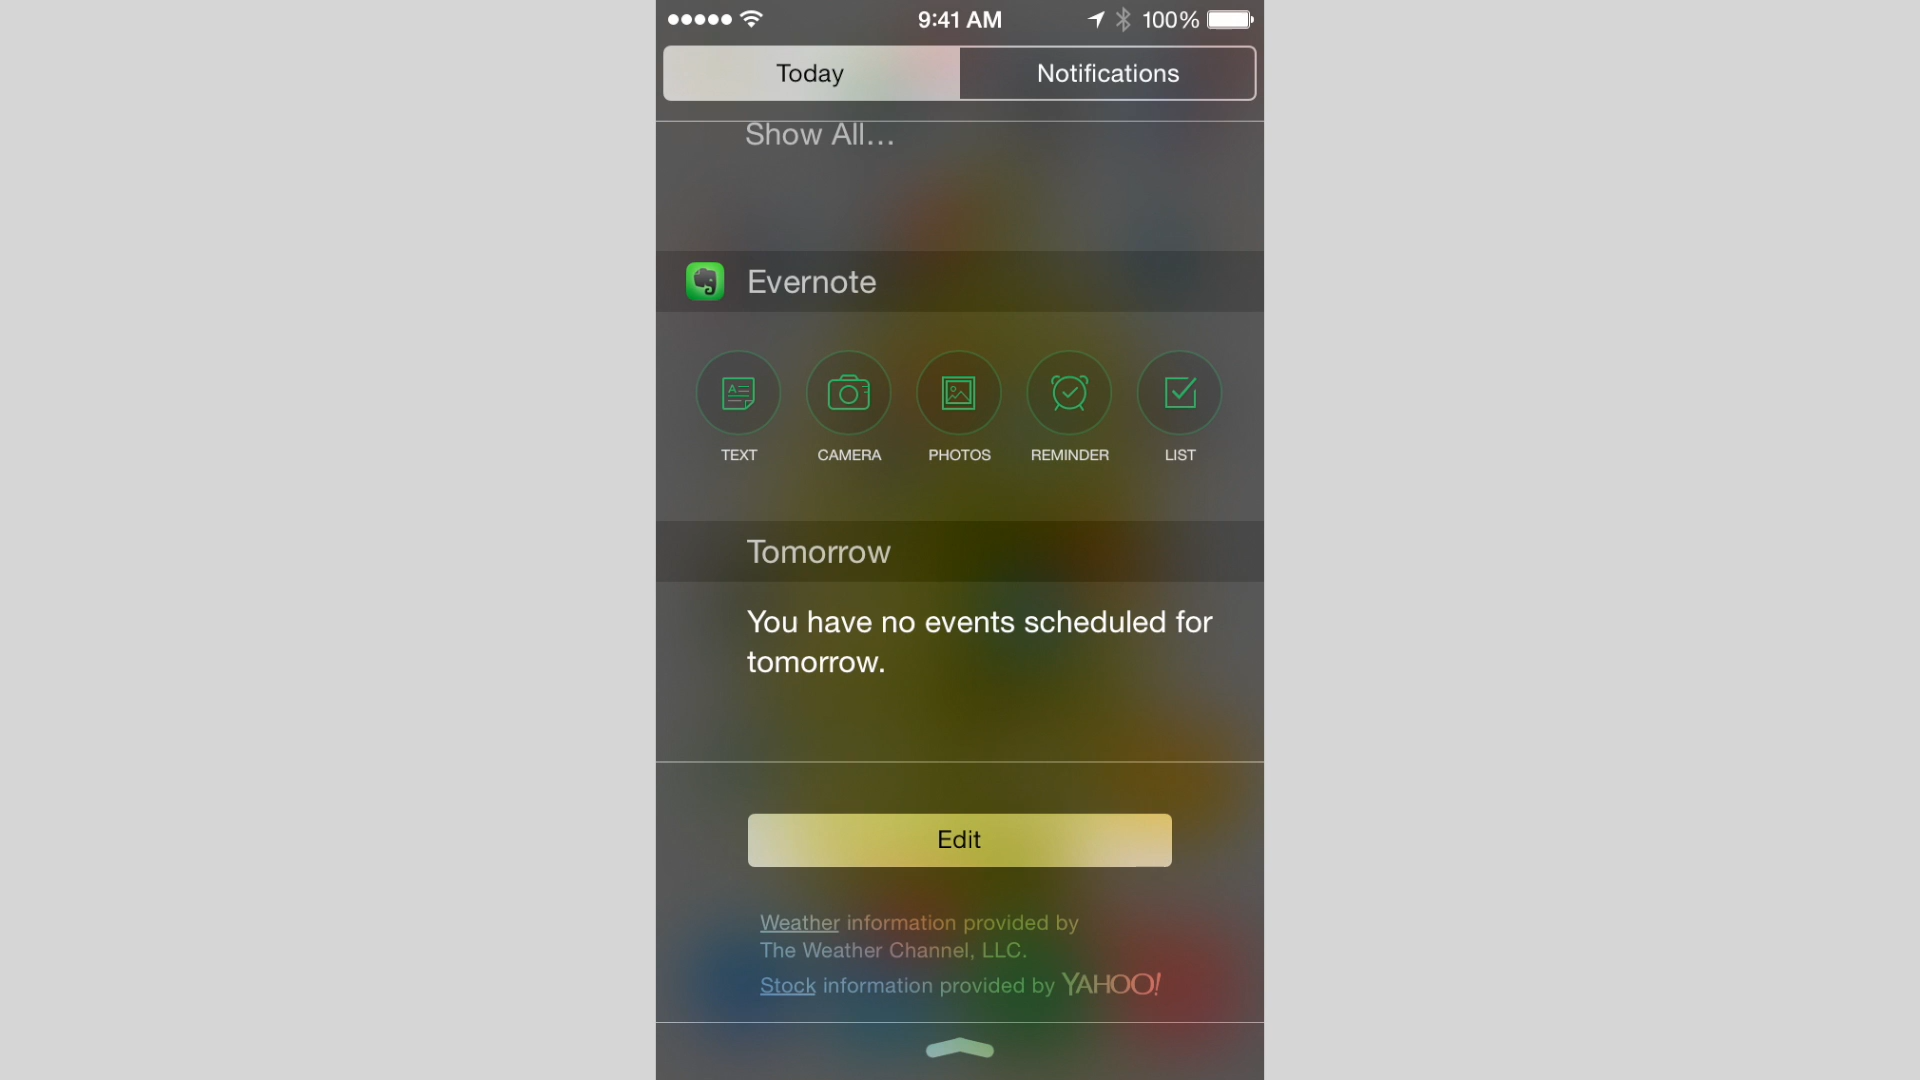 9:41 AM 100%
Today Notifications
Show All...
Evernote
TEXT CAMERA PHOTOS REMINDER LIST
Tomorrow
You have no events scheduled for
tomorrow.
Edit
Weather information provided by
The Weather Channel, LLC.
Stock information provided by YAHOO!